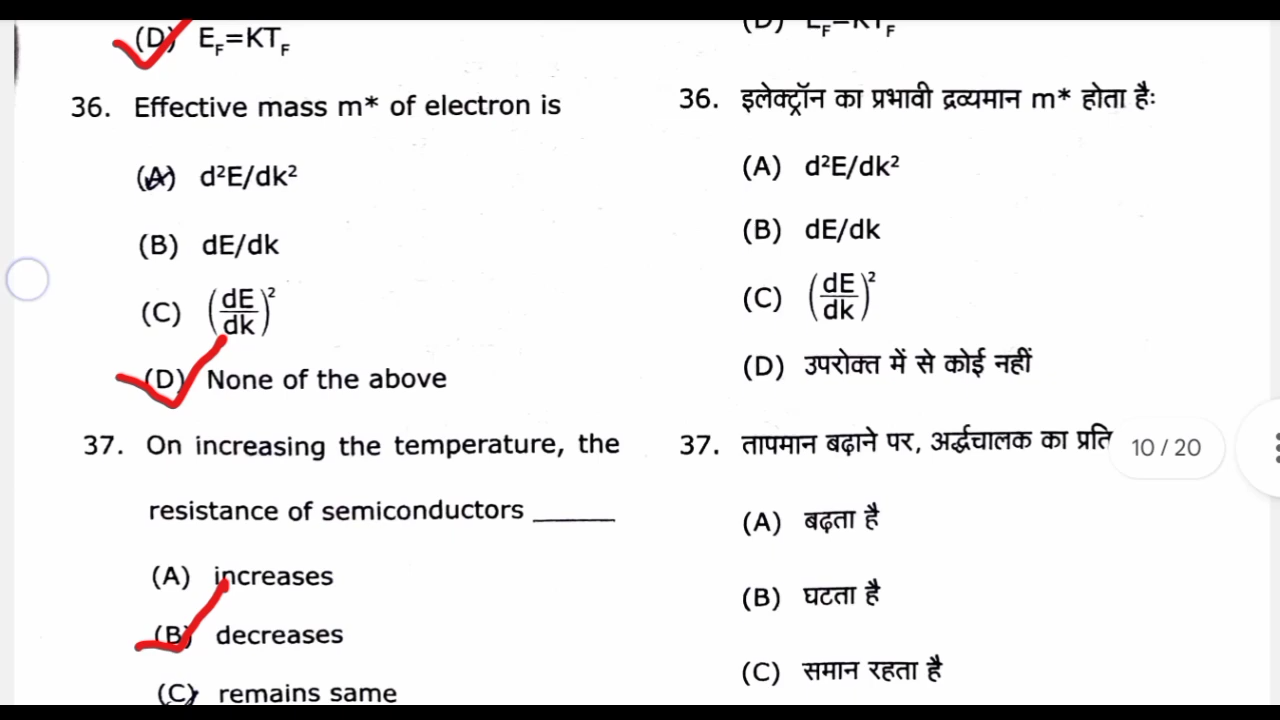 (D) E_F=KT_F
36. Effective mass m* of electron is
(A) d²E/dk²
(B) dE/dk
(C) (dE/dk)²
(D) None of the above
37. On increasing the temperature, the
resistance of semiconductors ______
(A) increases
(B) decreases
(C) remains same
(D) E_F=KT_F
36. इलेक्ट्रॉन का प्रभावी द्रव्यमान m* होता हैः
(A) d²E/dk²
(B) dE/dk
(C) (dE/dk)²
(D) उपरोक्त में से कोई नहीं
37. तापमान बढ़ाने पर, अर्द्धचालक का प्रति
(A) बढ़ता है
(B) घटता है
(C) समान रहता है
10 / 20